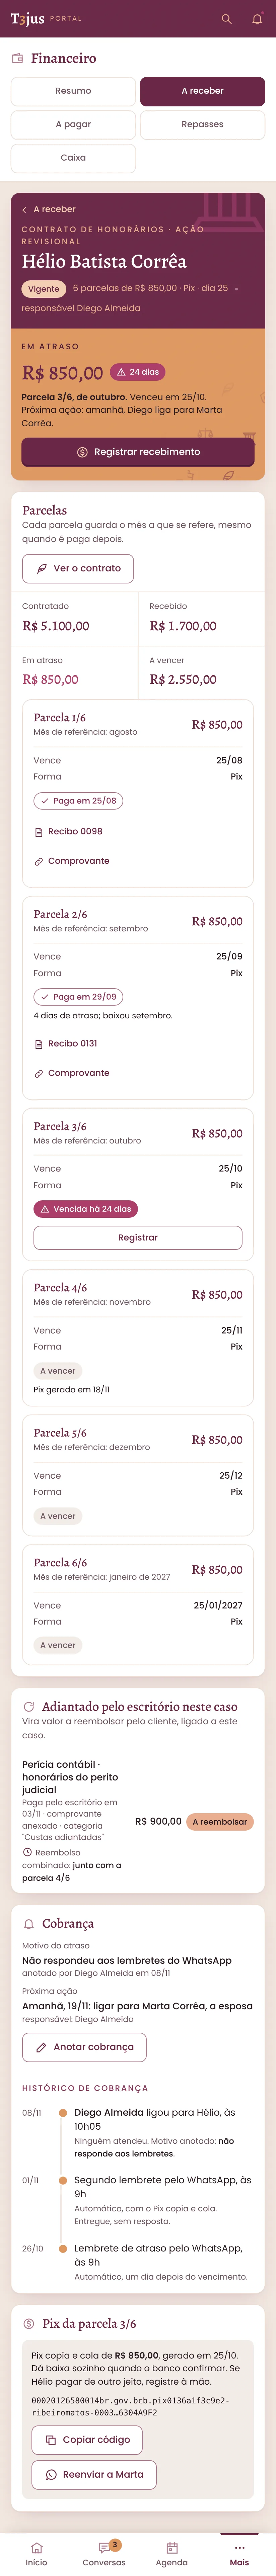 T3jus PORTAL
Financeiro
Resumo
A receber
A pagar
Repasses
Caixa
A receber
CONTRATO DE HONORÁRIOS · AÇÃO
REVISIONAL
Hélio Batista Corrêa
Vigente 6 parcelas de R$ 850,00 · Pix · dia 25
responsável Diego Almeida
EM ATRASO
R$ 850,00 24 dias
Parcela 3/6, de outubro. Venceu em 25/10.
Próxima ação: amanhã, Diego liga para Marta
Corrêa.
Registrar recebimento
Parcelas
Cada parcela guarda o mês a que se refere, mesmo
quando é paga depois.
Ver o contrato
Contratado
R$ 5.100,00
Recebido
R$ 1.700,00
Em atraso
R$ 850,00
A vencer
R$ 2.550,00
Parcela 1/6
Mês de referência: agosto
R$ 850,00
Vence 25/08
Forma Pix
Paga em 25/08
Recibo 0098
Comprovante
Parcela 2/6
Mês de referência: setembro
R$ 850,00
Vence 25/09
Forma Pix
Paga em 29/09
4 dias de atraso; baixou setembro.
Recibo 0131
Comprovante
Parcela 3/6
Mês de referência: outubro
R$ 850,00
Vence 25/10
Forma Pix
Vencida há 24 dias
Registrar
Parcela 4/6
Mês de referência: novembro
R$ 850,00
Vence 25/11
Forma Pix
A vencer
Pix gerado em 18/11
Parcela 5/6
Mês de referência: dezembro
R$ 850,00
Vence 25/12
Forma Pix
A vencer
Parcela 6/6
Mês de referência: janeiro de 2027
R$ 850,00
Vence 25/01/2027
Forma Pix
A vencer
Adiantado pelo escritório neste caso
Vira valor a reembolsar pelo cliente, ligado a este
caso.
Perícia contábil ·
honorários do perito
judicial
Pago pelo escritório em
03/11 · comprovante
anexado · categoria
"Custas adiantadas"
Reembolso
combinado: junto com a
parcela 4/6
R$ 900,00 A reembolsar
Cobrança
Motivo do atraso
Não respondeu aos lembretes do WhatsApp
anotado por Diego Almeida em 08/11
Próxima ação
Amanhã, 19/11: ligar para Marta Corrêa, a esposa
responsável: Diego Almeida
Anotar cobrança
HISTÓRICO DE COBRANÇA
08/11 Diego Almeida ligou para Hélio, às
10h05
Ninguém atendeu. Motivo anotado: não
responde aos lembretes.
01/11 Segundo lembrete pelo WhatsApp, às
9h
Automático, com o Pix copia e cola.
Entregue, sem resposta.
26/10 Lembrete de atraso pelo WhatsApp,
às 9h
Automático, um dia depois do vencimento.
Pix da parcela 3/6
Pix copia e cola de R$ 850,00, gerado em 25/10.
Dá baixa sozinho quando o banco confirmar. Se
Hélio pagar de outro jeito, registre à mão.
00020126580014br.gov.bcb.pix0136a1f3c9e2-
ribeiromatos-0003…6304A9F2
Copiar código
Reenviar a Marta
Início
Conversas 3
Agenda
Mais